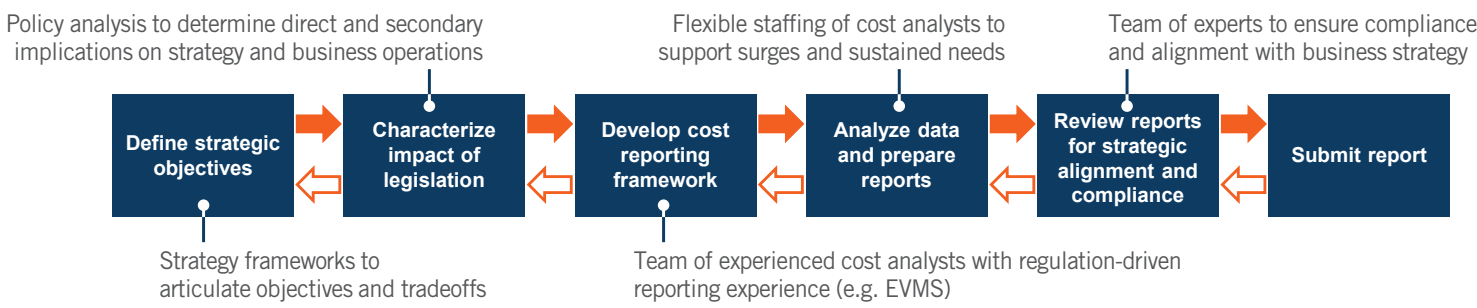 Policy analysis to determine direct and secondary
implications on strategy and business operations
Flexible staffing of cost analysts to
support surges and sustained needs
Team of experts to ensure compliance
and alignment with business strategy
Define strategic
objectives
Characterize
impact of
legislation
Develop cost
reporting
framework
Analyze data
and prepare
reports
Review reports
for strategic
alignment and
compliance
Submit report
Strategy frameworks to
articulate objectives and tradeoffs
Team of experienced cost analysts with regulation-driven
reporting experience (e.g. EVMS)